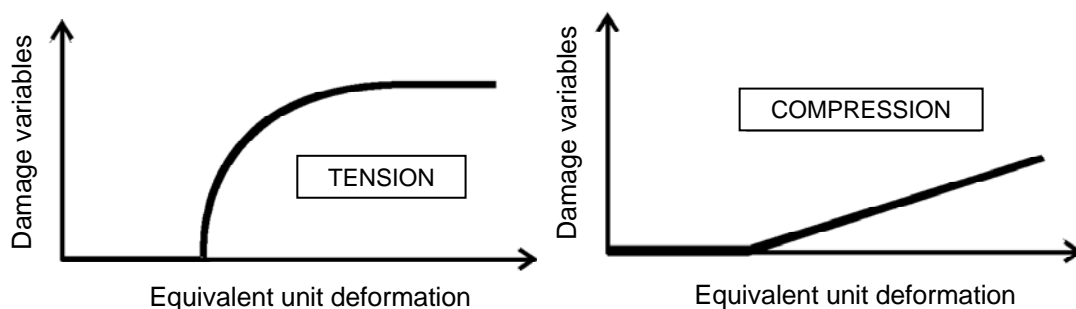 Damage variables
TENSION
Equivalent unit deformation
Damage variables
COMPRESSION
Equivalent unit deformation